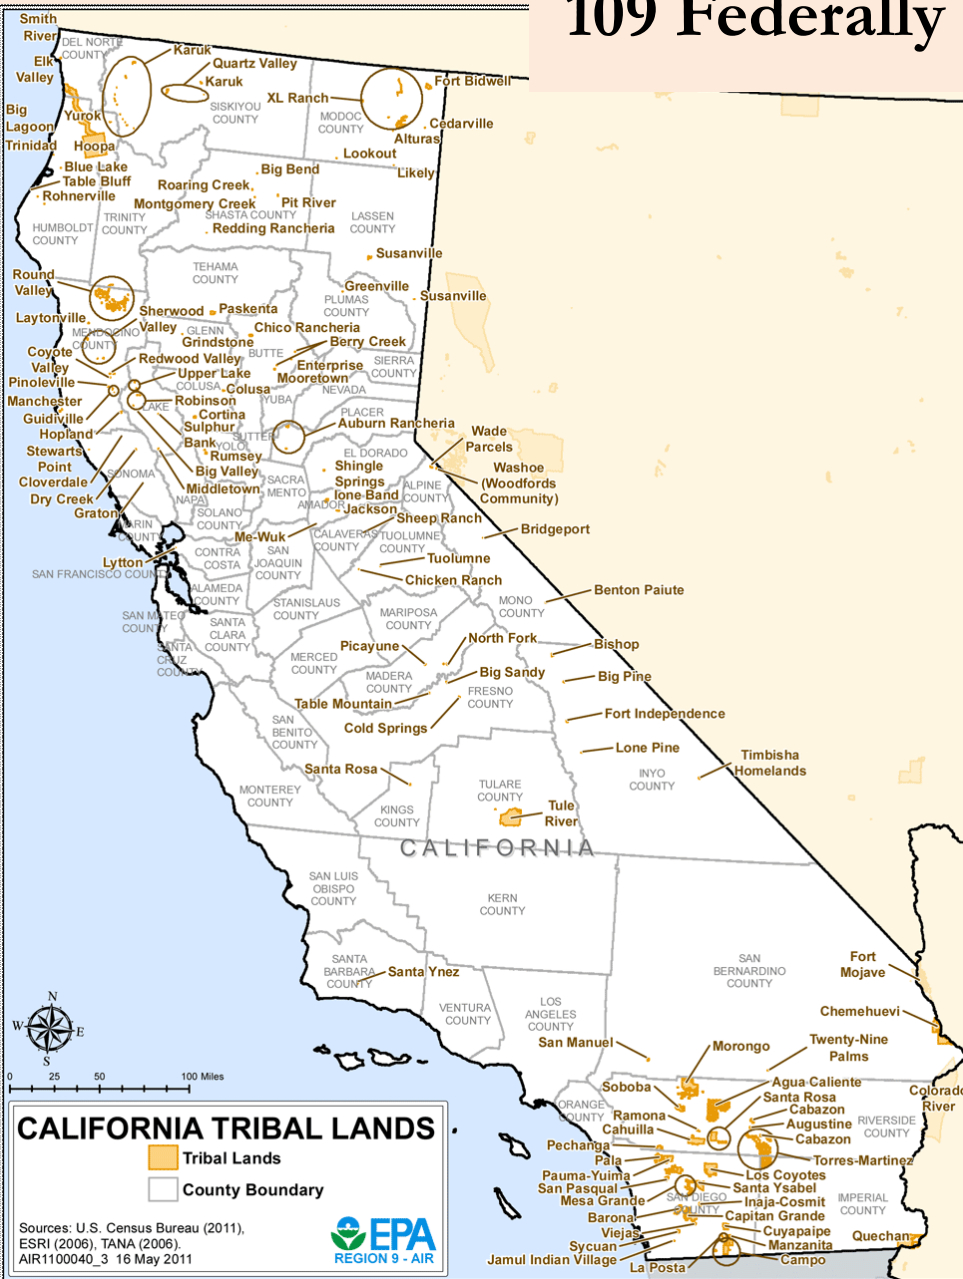 109 Federally
Smith
River
DEL NORTE
COUNTY
Elk
Valley
Karuk
Quartz Valley
Karuk
SISKIYOU
COUNTY
XL Ranch
MODOC
COUNTY
Fort Bidwell
Cedarville
Alturas
Big
Lagoon
Yurok
Trinidad
Hoopa
Lookout
Likely
Blue Lake
Table Bluff
Rohnerville
Big Bend
Roaring Creek
Montgomery Creek
Pit River
SHASTA COUNTY
Redding Rancheria
TRINITY
COUNTY
HUMBOLDT
COUNTY
LASSEN
COUNTY
Susanville
TEHAMA
COUNTY
Round
Valley
Greenville
PLUMAS
COUNTY
Susanville
Laytonville
Sherwood
Valley
Paskenta
MENDOCINO
COUNTY
GLENN
Grindstone
Chico Rancheria
Berry Creek
BUTTE
SIERRA
COUNTY
Coyote
Valley
Redwood Valley
Upper Lake
Enterprise
Mooretown
Pinoleville
COLUSA
Colusa
NEVADA
Manchester
Robinson
YUBA
LAKE
Guidiville
Cortina
PLACER
Auburn Rancheria
Hopland
Sulphur
Bank
SUTTER
YOLO
Stewarts
Point
Rumsey
EL DORADO
Wade
Parcels
Cloverdale
SONOMA
Big Valley
Shingle
Springs
Washoe
(Woodfords
Community)
Dry Creek
Middletown
NAPA
SACRA
MENTO
Ione Band
AMADOR
Jackson
ALPINE
COUNTY
Graton
MARIN
COUNTY
SOLANO
COUNTY
Me-Wuk
CALAVERAS
COUNTY
Sheep Ranch
TUOLUMNE
COUNTY
Bridgeport
Lytton
CONTRA
COSTA
SAN
JOAQUIN
COUNTY
Tuolumne
Chicken Ranch
SAN FRANCISCO COUNTY
ALAMEDA
COUNTY
STANISLAUS
COUNTY
MARIPOSA
COUNTY
MONO
COUNTY
Benton Paiute
SAN MATEO
COUNTY
SANTA
CLARA
COUNTY
SANTA
CRUZ
COUNTY
MERCED
COUNTY
Picayune
North Fork
Bishop
MADERA
COUNTY
Big Sandy
Big Pine
FRESNO
COUNTY
Table Mountain
Cold Springs
Fort Independence
SAN
BENITO
COUNTY
Lone Pine
Timbisha
Homelands
Santa Rosa
INYO
COUNTY
MONTEREY
COUNTY
TULARE
COUNTY
Tule
River
KINGS
COUNTY
CALIFORNIA
SAN LUIS
OBISPO
COUNTY
KERN
COUNTY
SANTA
BARBARA
COUNTY
Santa Ynez
SAN
BERNARDINO
COUNTY
Fort
Mojave
VENTURA
COUNTY
LOS
ANGELES
COUNTY
Chemehuevi
N
W
E
S
San Manuel
Morongo
Twenty-Nine
Palms
Soboba
Agua Caliente
Santa Rosa
Colorado
River
ORANGE
COUNTY
Ramona
Cabazon
Cahuilla
Augustine
Cabazon
RIVERSIDE
COUNTY
Pechanga
Pala
Torres-Martinez
Pauma-Yuima
Los Coyotes
San Pasqual
Santa Ysabel
Mesa Grande
SAN DIEGO
COUNTY
Inaja-Cosmit
IMPERIAL
COUNTY
Barona
Capitan Grande
Viejas
Cuyapaipe
Quechan
Sycuan
Manzanita
Jamul Indian Village
La Posta
Campo
0 25 50 100 Miles
CALIFORNIA TRIBAL LANDS
Tribal Lands
County Boundary
Sources: U.S. Census Bureau (2011),
ESRI (2006), TANA (2006).
AIR1100040_3 16 May 2011
EPA
REGION 9 - AIR